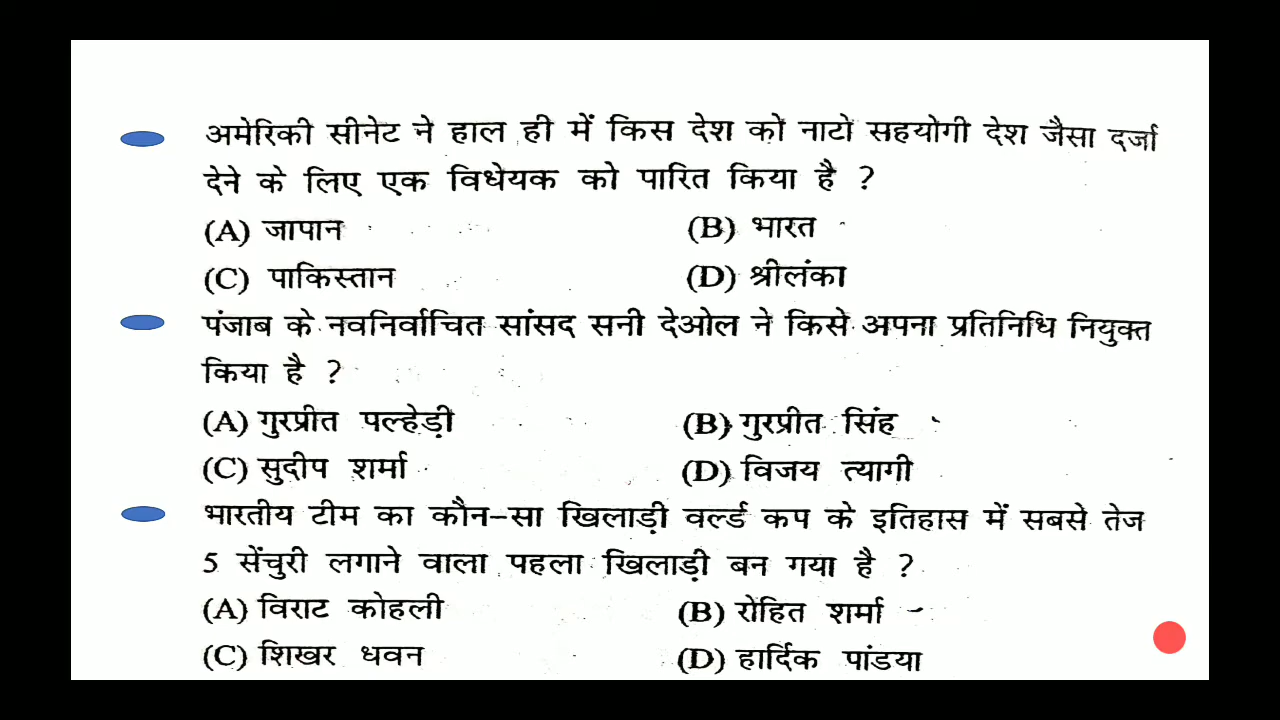 अमेरिकी सीनेट ने हाल ही में किस देश को नाटो सहयोगी देश जैसा दर्जा
देने के लिए एक विधेयक को पारित किया है ?
(A) जापान (B) भारत
(C) पाकिस्तान (D) श्रीलंका
पंजाब के नवनिर्वाचित सांसद सनी देओल ने किसे अपना प्रतिनिधि नियुक्त
किया है ?
(A) गुरप्रीत पल्हेड़ी (B) गुरप्रीत सिंह
(C) सुदीप शर्मा (D) विजय त्यागी
भारतीय टीम का कौन-सा खिलाड़ी वर्ल्ड कप के इतिहास में सबसे तेज
5 सेंचुरी लगाने वाला पहला खिलाड़ी बन गया है ?
(A) विराट कोहली (B) रोहित शर्मा
(C) शिखर धवन (D) हार्दिक पांडया